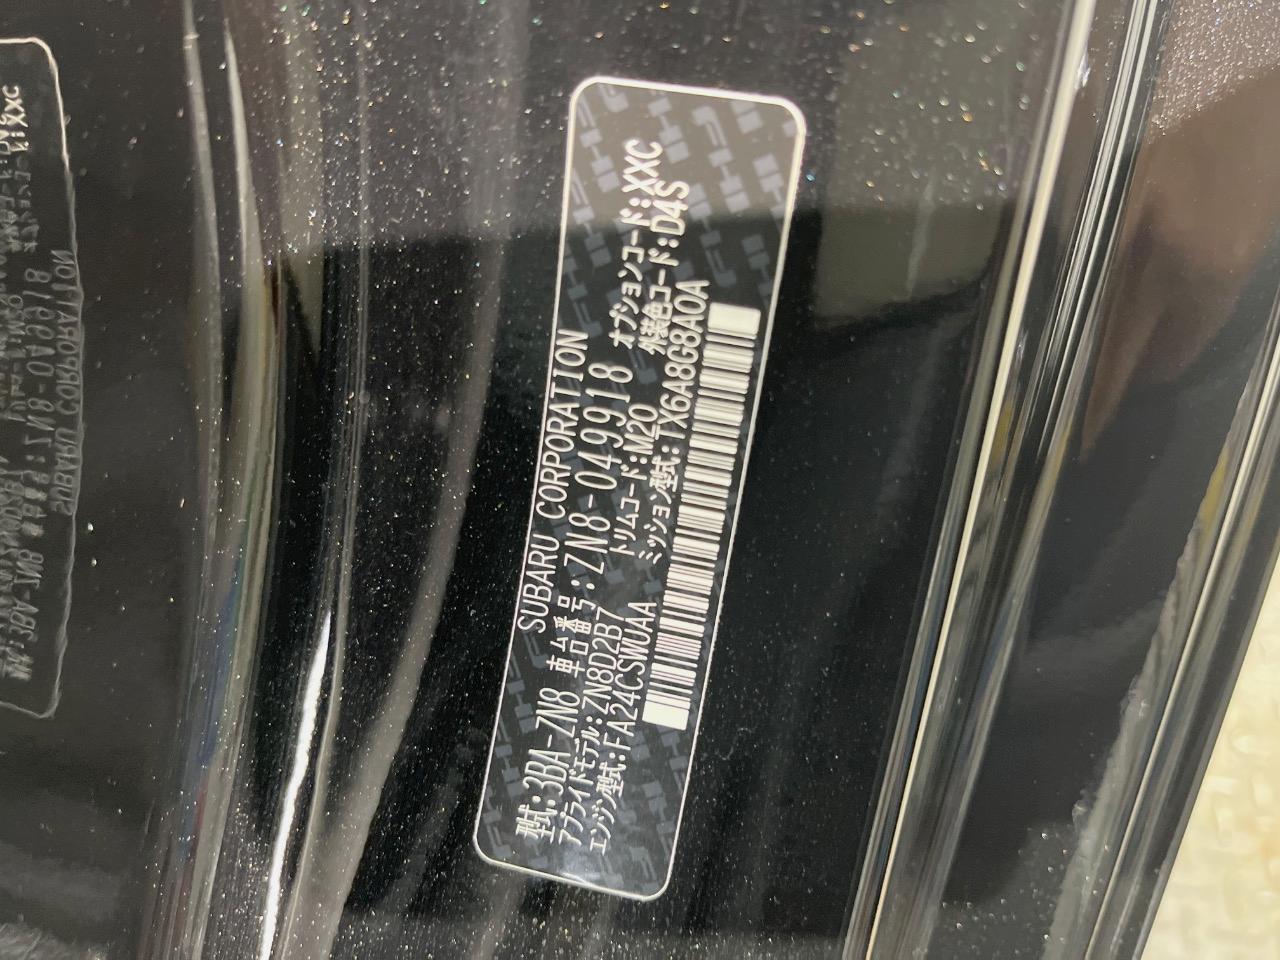 SUBARU CORPORATION
型式:3BA-ZN8 車台番号:ZN8-049918
アプライドモデル:ZN8D2B7 トリムコード:M20 オプションコード:XXC
エンジン型式:FA24CSWUAA ミッション型式:TX6A8G8AOA 外装色コード:D4S